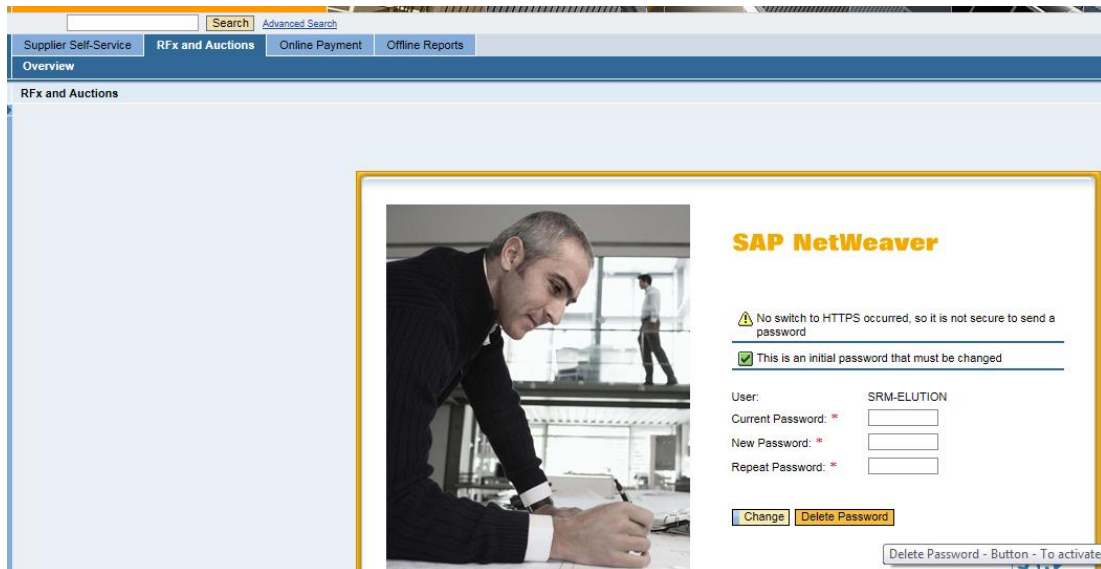 Search Advanced Search
Supplier Self-Service RFx and Auctions Online Payment Offline Reports
Overview
RFx and Auctions
SAP NetWeaver
No switch to HTTPS occurred, so it is not secure to send a
password
This is an initial password that must be changed
User: SRM-ELUTION
Current Password: *
New Password: *
Repeat Password: *
Change Delete Password
Delete Password - Button - To activate